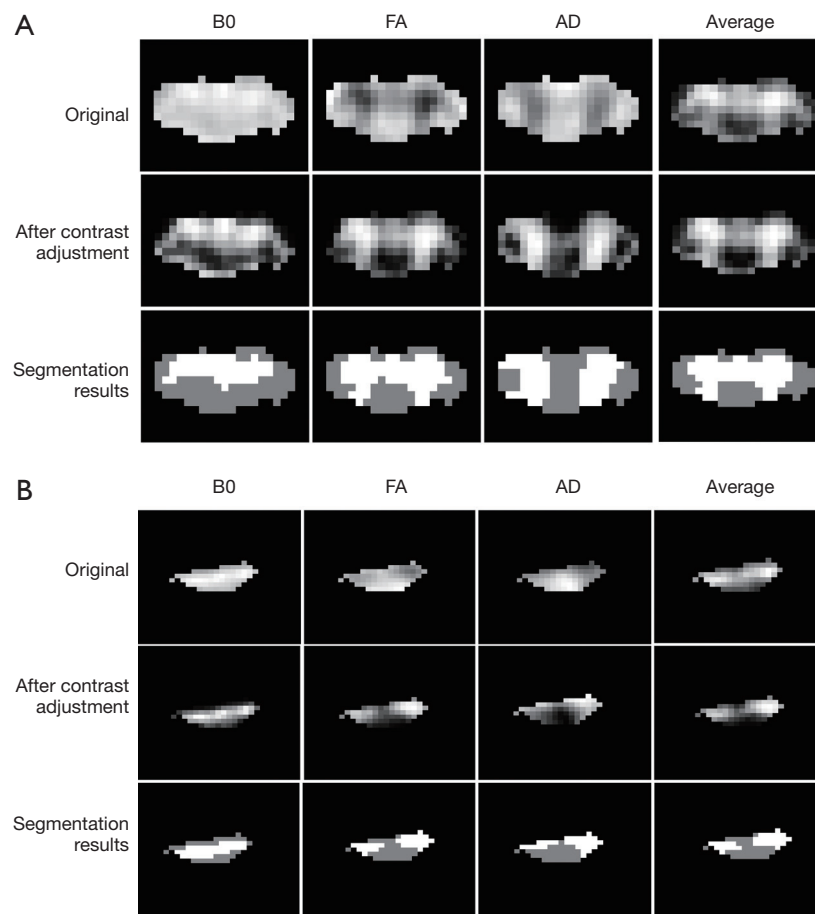 A
B0 FA AD Average
Original
After contrast
adjustment
Segmentation
results
B
B0 FA AD Average
Original
After contrast
adjustment
Segmentation
results